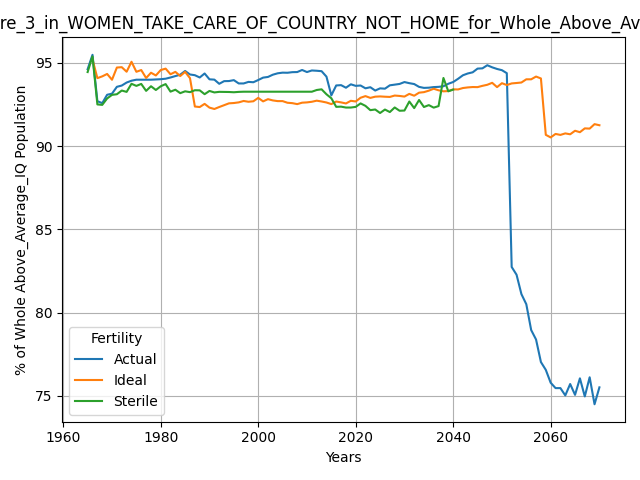 re_3_in_WOMEN_TAKE_CARE_OF_COUNTRY_NOT_HOME_for_Whole_Above_Av
% of Whole Above_Average_IQ Population
95
90
85
80
75
Fertility
Actual
Ideal
Sterile
1960 1980 2000 2020 2040 2060
Years